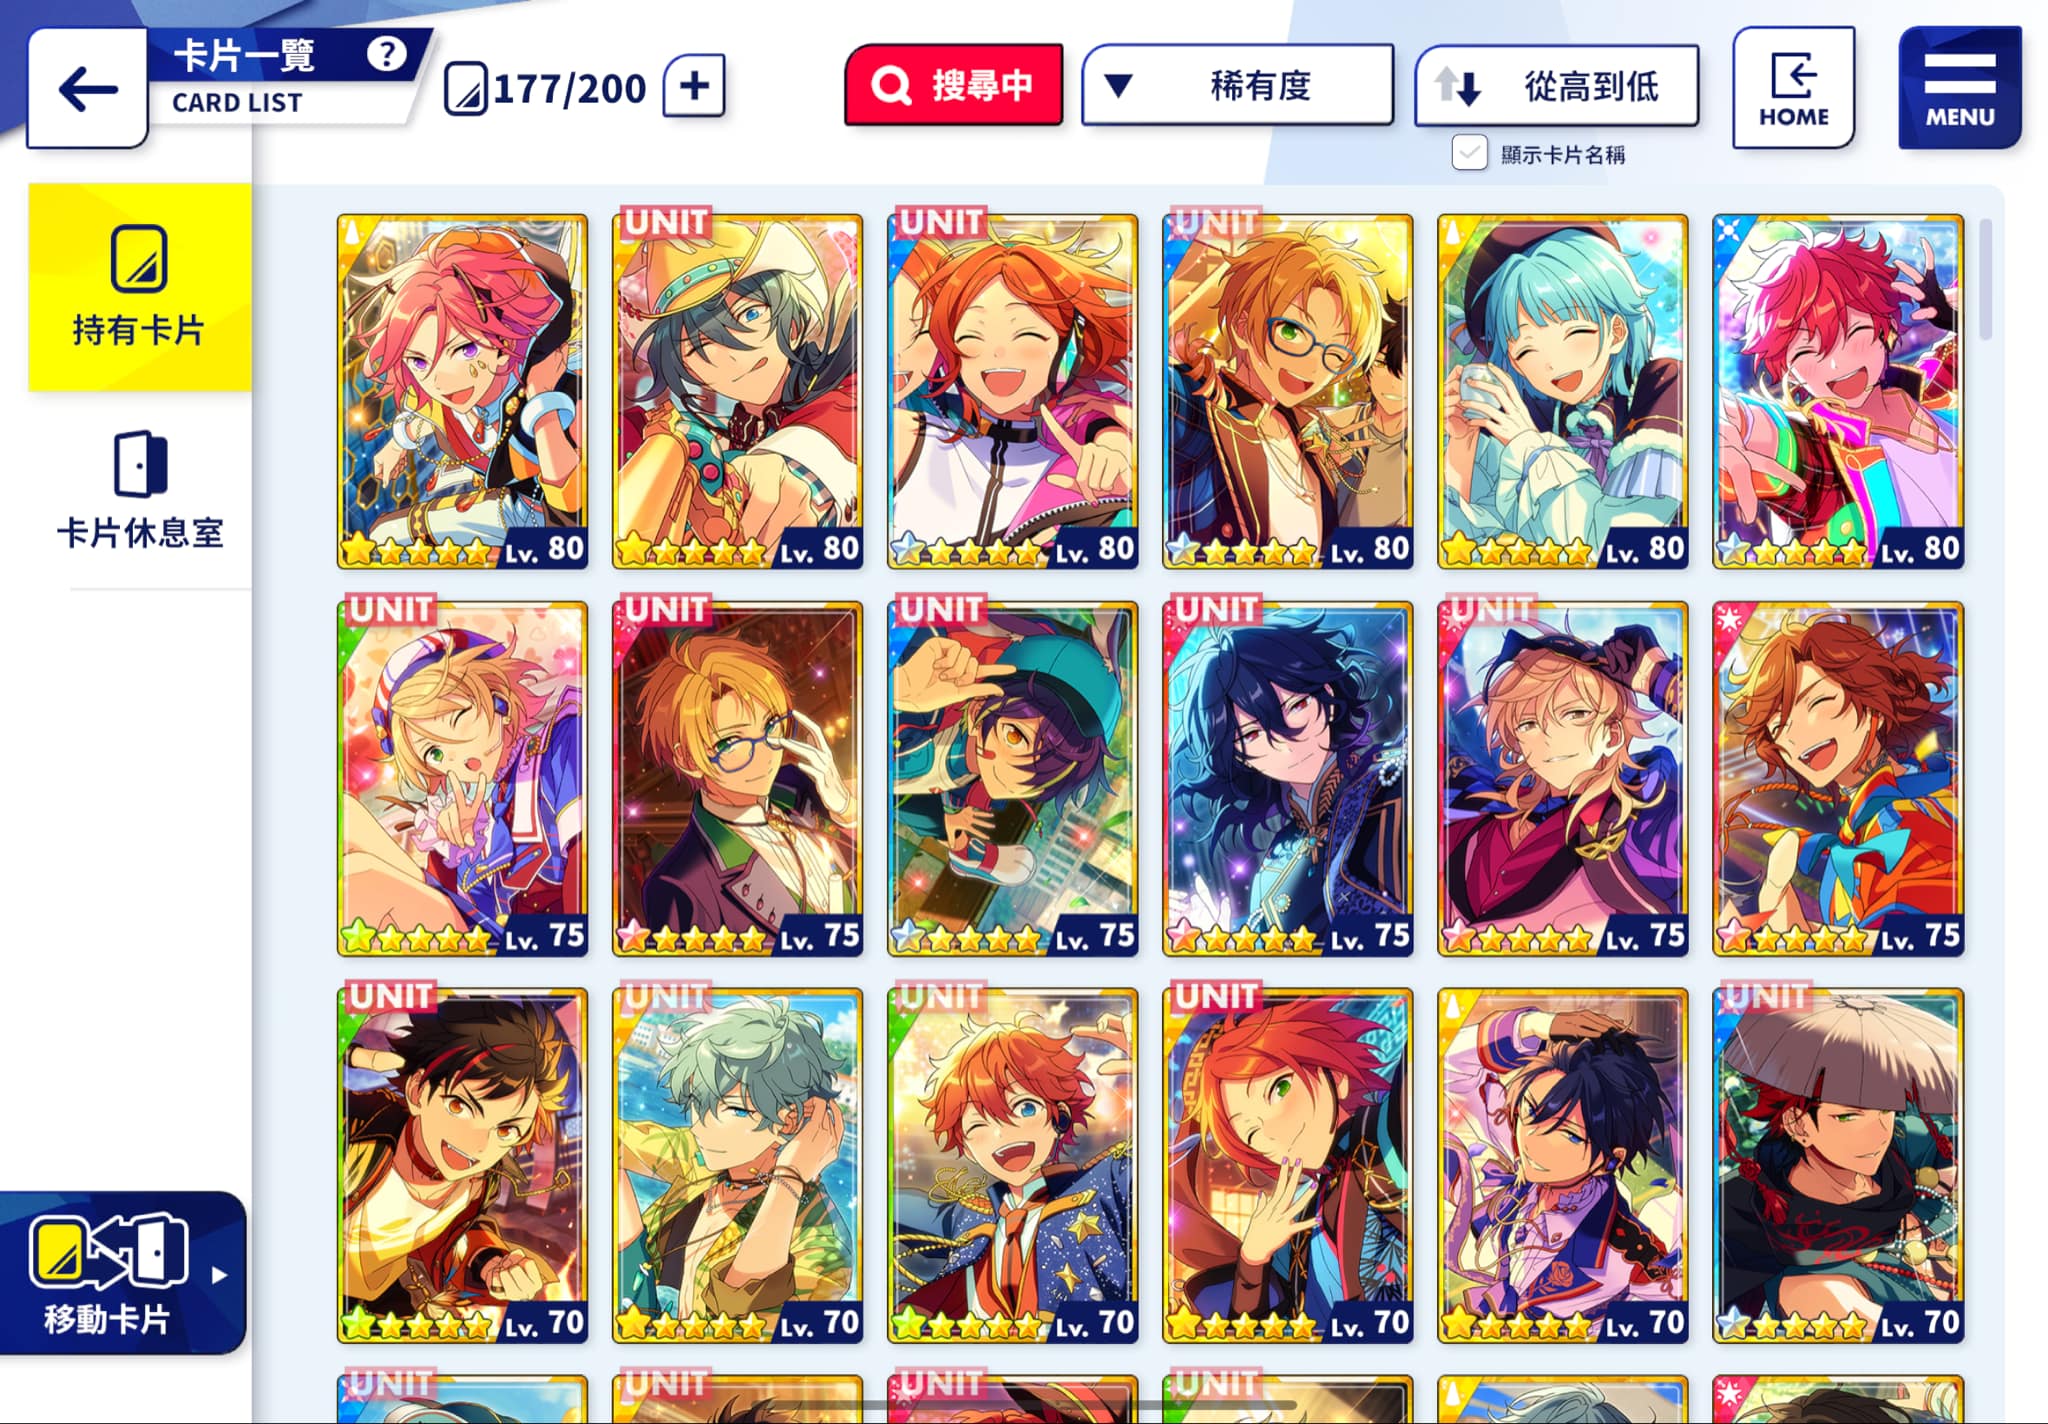 卡片一覽 ?
CARD LIST
177/200 +
搜尋中
稀有度
從高到低
HOME
MENU
顯示卡片名稱
持有卡片
卡片休息室
移動卡片
UNIT UNIT UNIT
Lv. 80 Lv. 80 Lv. 80 Lv. 80 Lv. 80 Lv. 80
UNIT UNIT UNIT UNIT UNIT
Lv. 75 Lv. 75 Lv. 75 Lv. 75 Lv. 75 Lv. 75
UNIT UNIT UNIT UNIT UNIT
Lv. 70 Lv. 70 Lv. 70 Lv. 70 Lv. 70 Lv. 70
UNIT UNIT UNIT UNIT